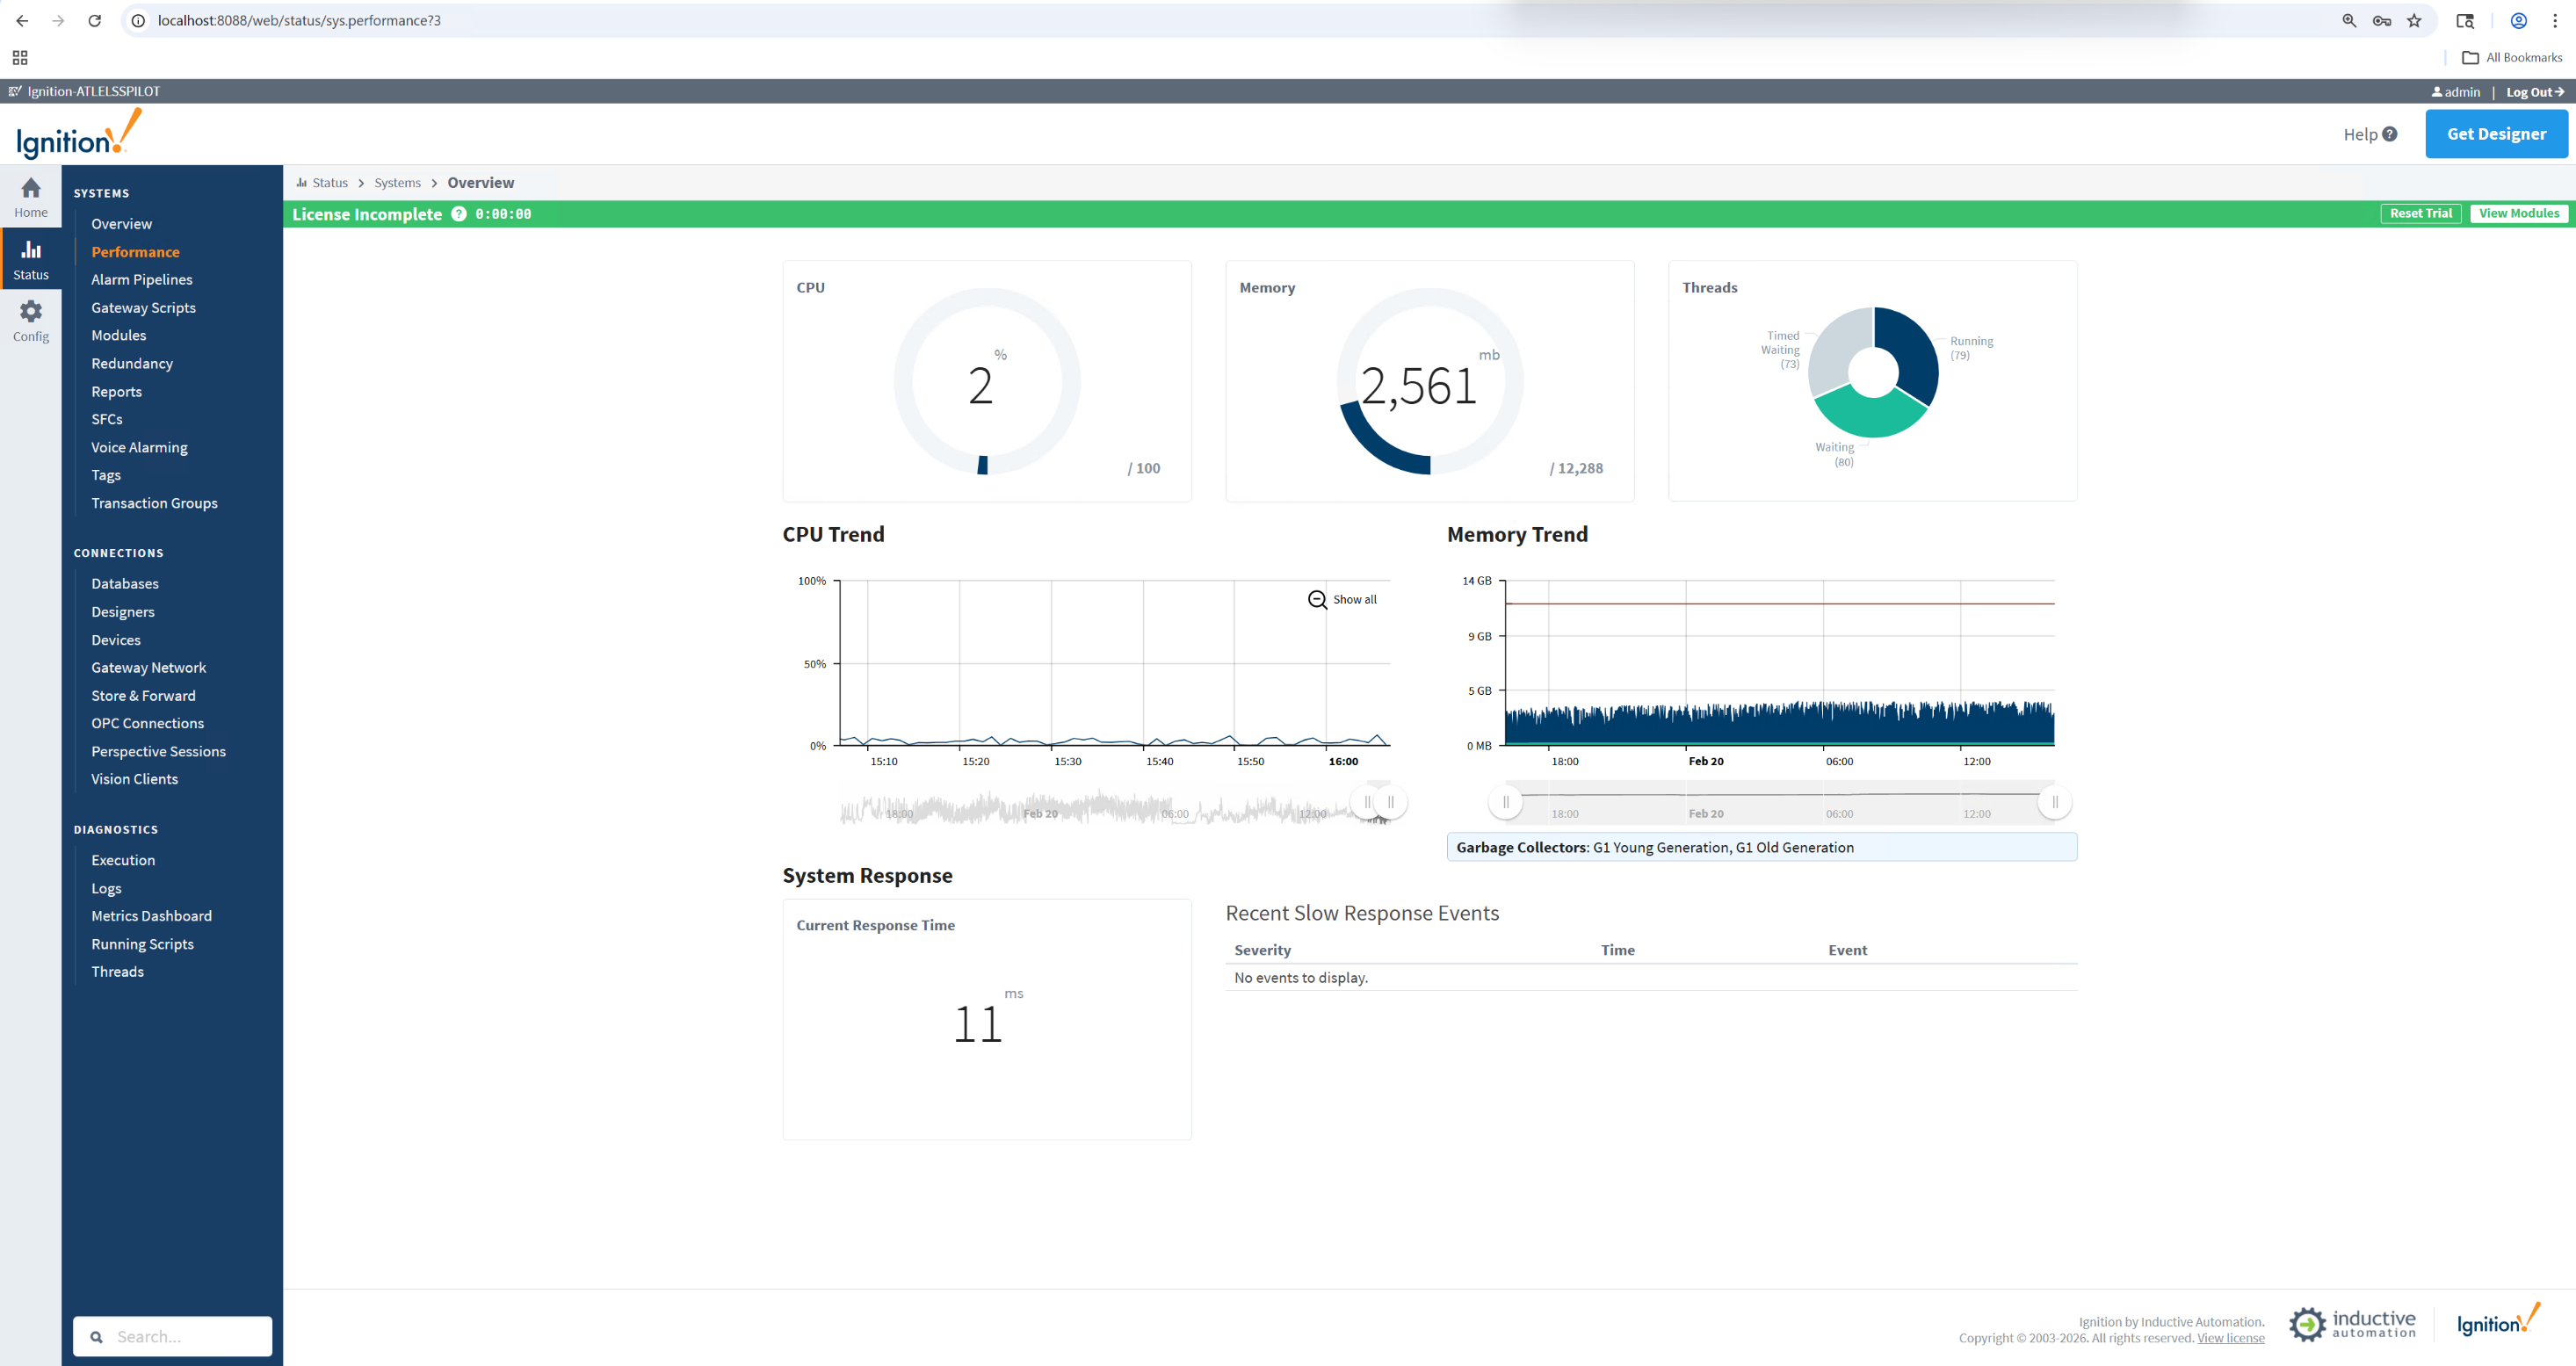 localhost:8088/web/status/sys.performance?3
All Bookmarks
Ignition-ATLELSSPILOT
admin | Log Out
Ignition!
Help ?
Get Designer
Home
Status
Config
SYSTEMS
Overview
Performance
Alarm Pipelines
Gateway Scripts
Modules
Redundancy
Reports
SFCs
Voice Alarming
Tags
Transaction Groups
CONNECTIONS
Databases
Designers
Devices
Gateway Network
Store & Forward
OPC Connections
Perspective Sessions
Vision Clients
DIAGNOSTICS
Execution
Logs
Metrics Dashboard
Running Scripts
Threads
Search...
Status > Systems > Overview
License Incomplete ? 0:00:00
Reset Trial
View Modules
CPU
2 %
/ 100
Memory
2,561 mb
/ 12,288
Threads
Timed
Waiting
(73)
Running
(79)
Waiting
(80)
CPU Trend
100%
50%
0%
Show all
15:10 15:20 15:30 15:40 15:50 16:00
18:00 Feb 20 06:00 12:00
Memory Trend
14 GB
9 GB
5 GB
0 MB
18:00 Feb 20 06:00 12:00
18:00 Feb 20 06:00 12:00
Garbage Collectors: G1 Young Generation, G1 Old Generation
System Response
Current Response Time
11 ms
Recent Slow Response Events
Severity Time Event
No events to display.
Ignition by Inductive Automation.
Copyright © 2003-2026. All rights reserved. View license
inductive
automation
Ignition!